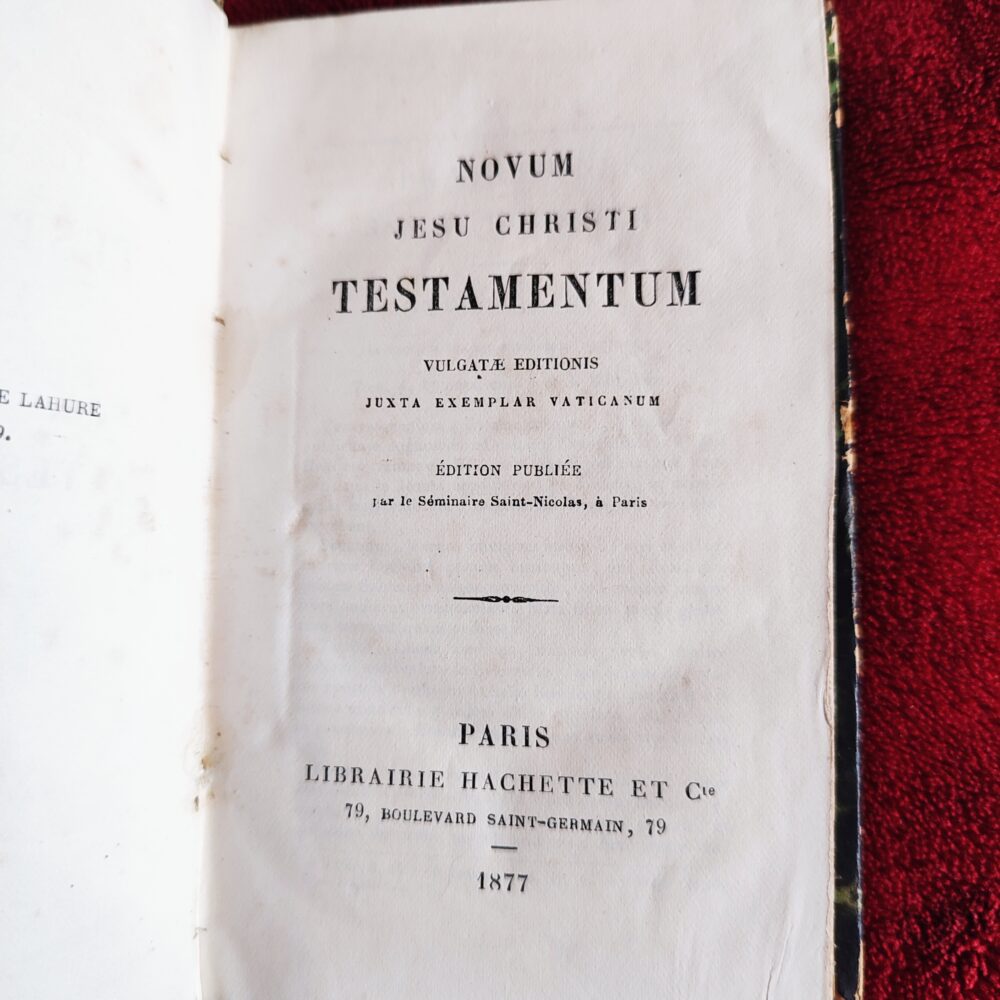 E LAHURE
9.
NOVUM
JESU CHRISTI
TESTAMENTUM
VULGATÆ EDITIONIS
JUXTA EXEMPLAR VATICANUM
ÉDITION PUBLIÉE
par le Séminaire Saint-Nicolas, à Paris
PARIS
LIBRAIRIE HACHETTE ET Cie
79, BOULEVARD SAINT-GERMAIN, 79
1877